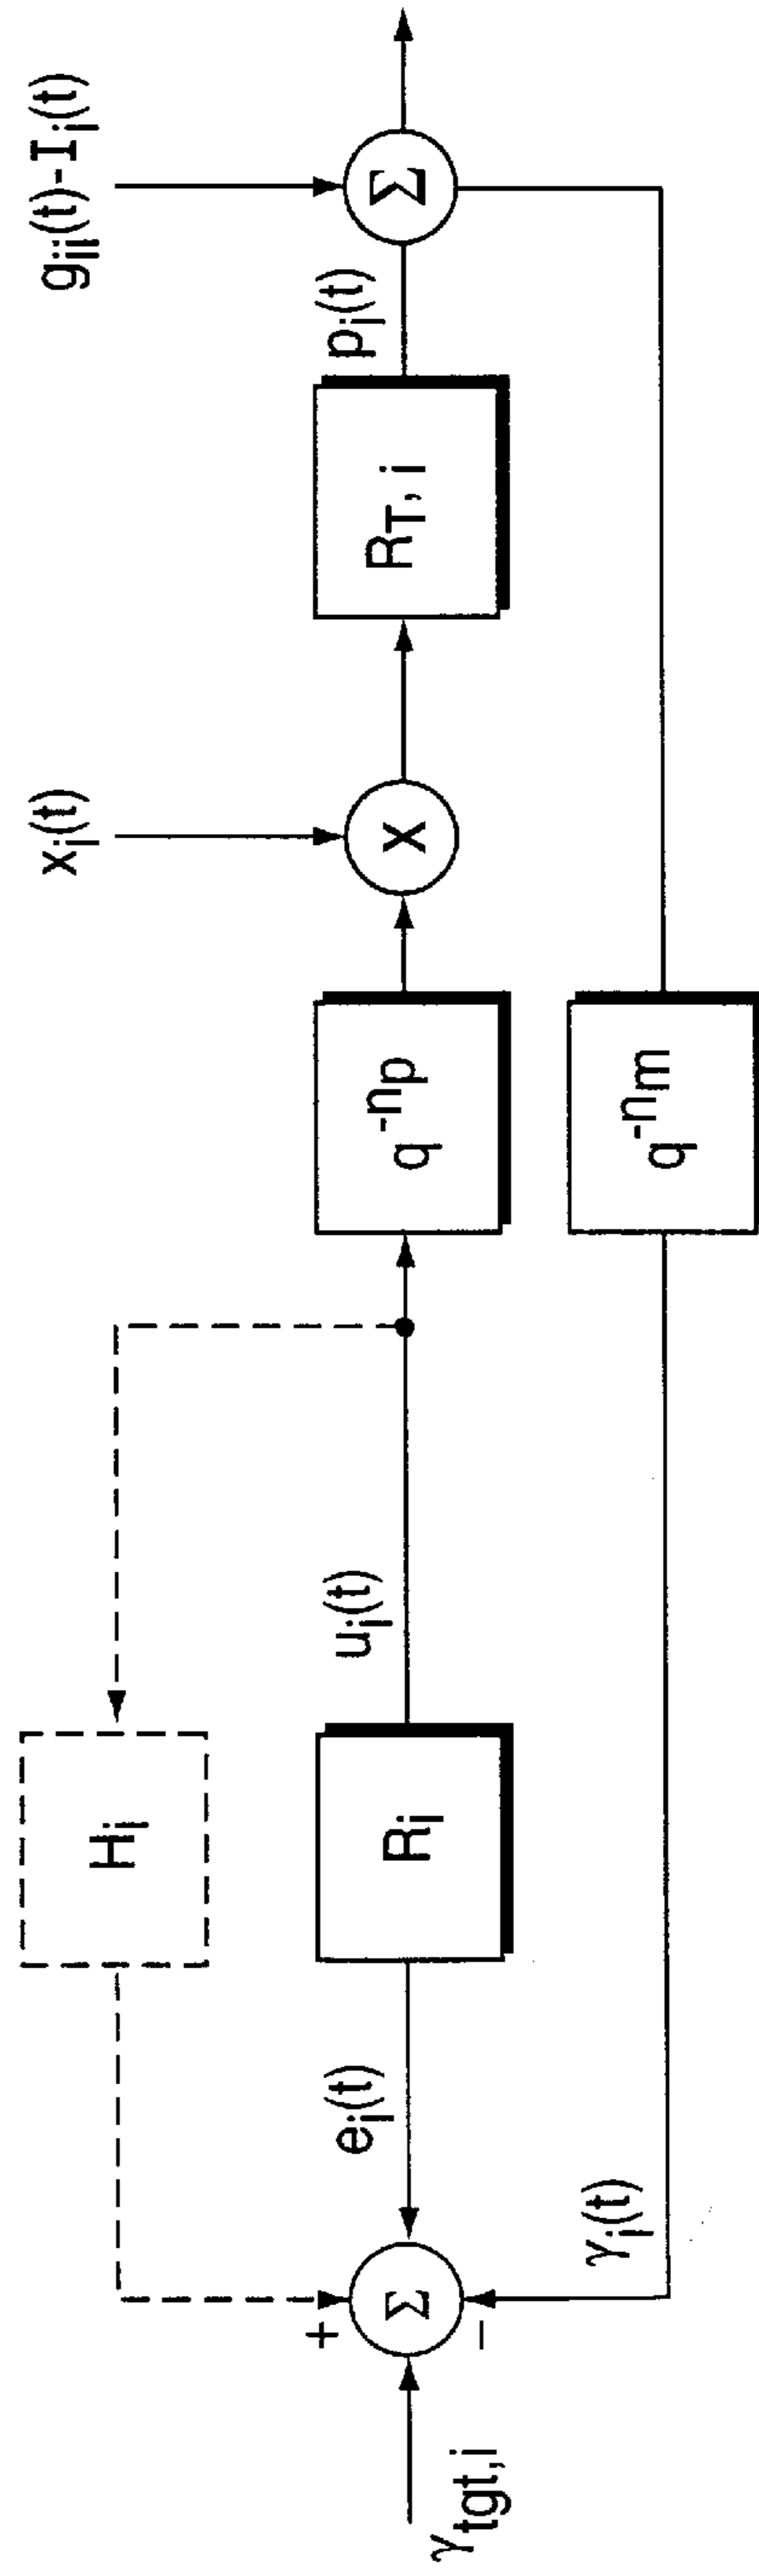 γtgt,i
+
Σ
−
ei(t)
γi(t)
Hi
Ri
ui(t)
q-np
q-nm
xi(t)
X
RT,i
pi(t)
gii(t)-Ii(t)
Σ